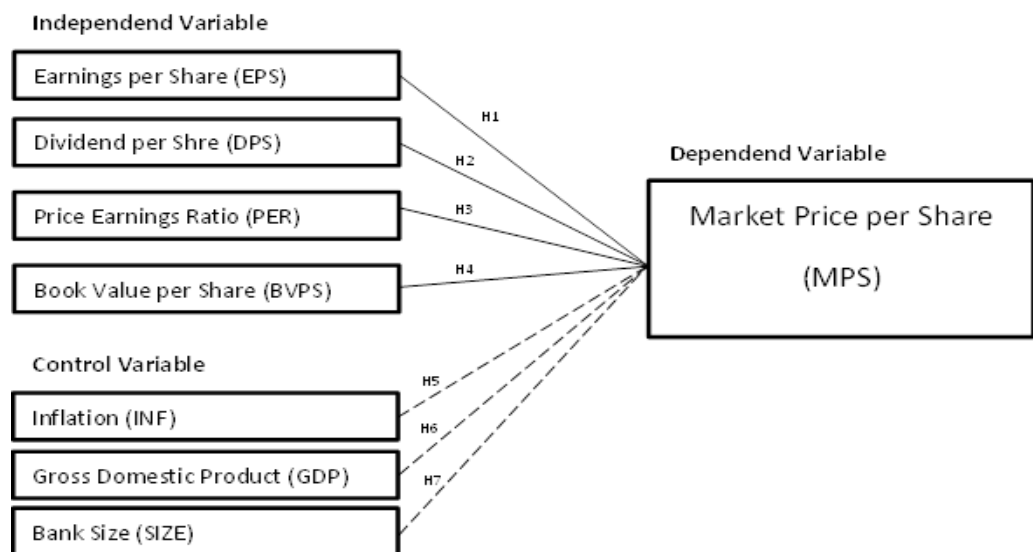 Independend Variable
Earnings per Share (EPS)
H1
Dividend per Shre (DPS)
H2
Price Earnings Ratio (PER)
H3
Book Value per Share (BVPS)
H4
Dependend Variable
Market Price per Share
(MPS)
Control Variable
Inflation (INF)
H5
Gross Domestic Product (GDP)
H6
Bank Size (SIZE)
H7